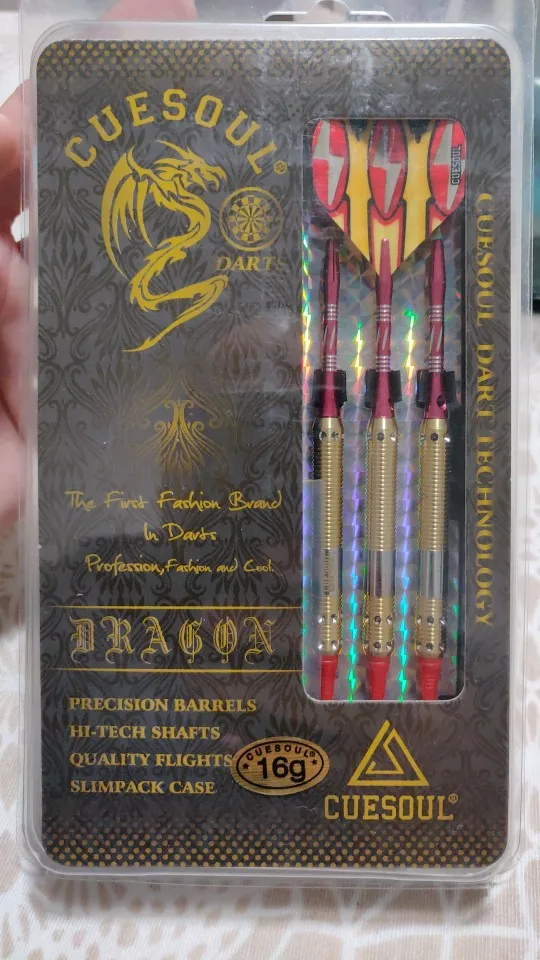 CUESOUL®
DARTS
CUESOUL
CUESOUL DART TECHNOLOGY
The First Fashion Brand
In Darts
Profession, Fashion and Cool.
DRAGON
PRECISION BARRELS
HI-TECH SHAFTS
QUALITY FLIGHTS
SLIMPACK CASE
CUESOUL®
16g
CUESOUL®